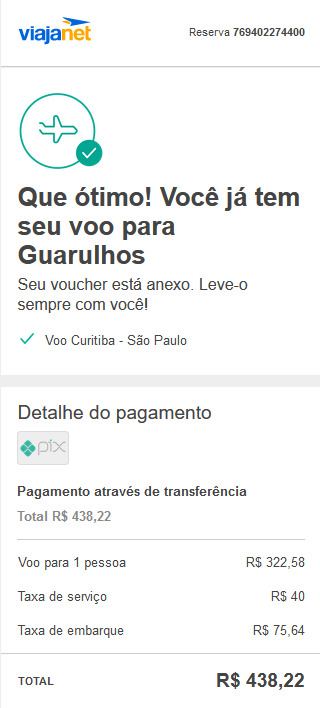 viajanet
Reserva 769402274400
Que ótimo! Você já tem
seu voo para
Guarulhos
Seu voucher está anexo. Leve-o
sempre com você!
Voo Curitiba - São Paulo
Detalhe do pagamento
pix
Pagamento através de transferência
Total R$ 438,22
Voo para 1 pessoa R$ 322,58
Taxa de serviço R$ 40
Taxa de embarque R$ 75,64
TOTAL R$ 438,22